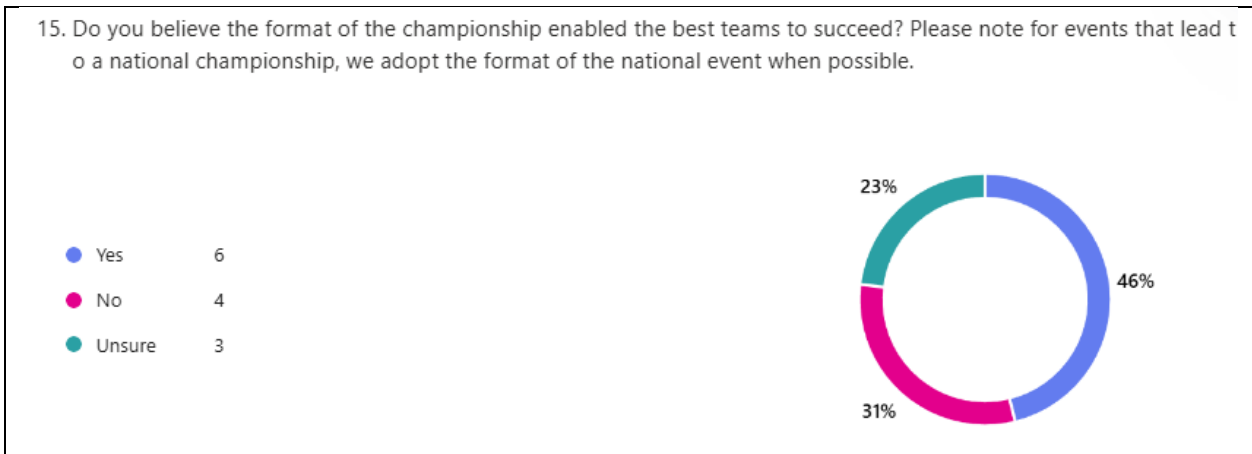 15. Do you believe the format of the championship enabled the best teams to succeed? Please note for events that lead t
o a national championship, we adopt the format of the national event when possible.
23%
Yes 6
46%
No 4
Unsure 3
31%